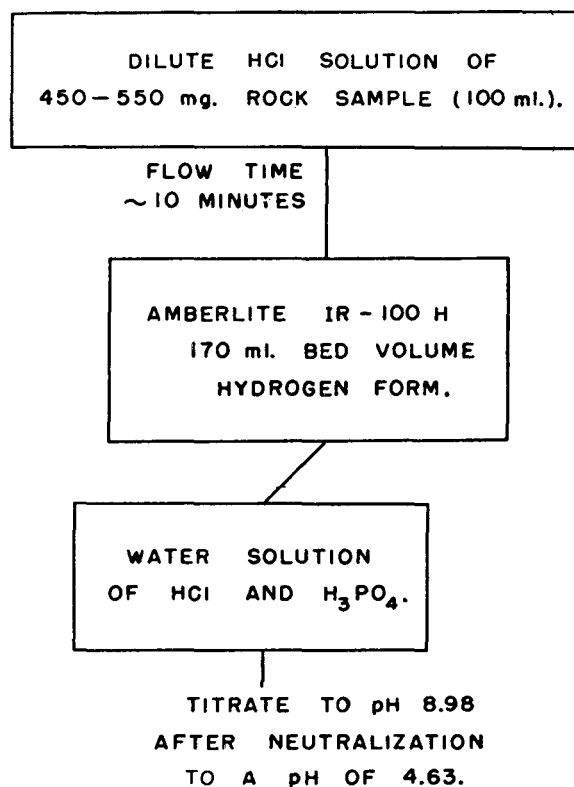 DILUTE HCl SOLUTION OF
450-550 mg. ROCK SAMPLE (100 ml.).
FLOW TIME
~10 MINUTES
AMBERLITE IR-100 H
170 ml. BED VOLUME
HYDROGEN FORM.
WATER SOLUTION
OF HCl AND H₃PO₄.
TITRATE TO pH 8.98
AFTER NEUTRALIZATION
TO A pH OF 4.63.